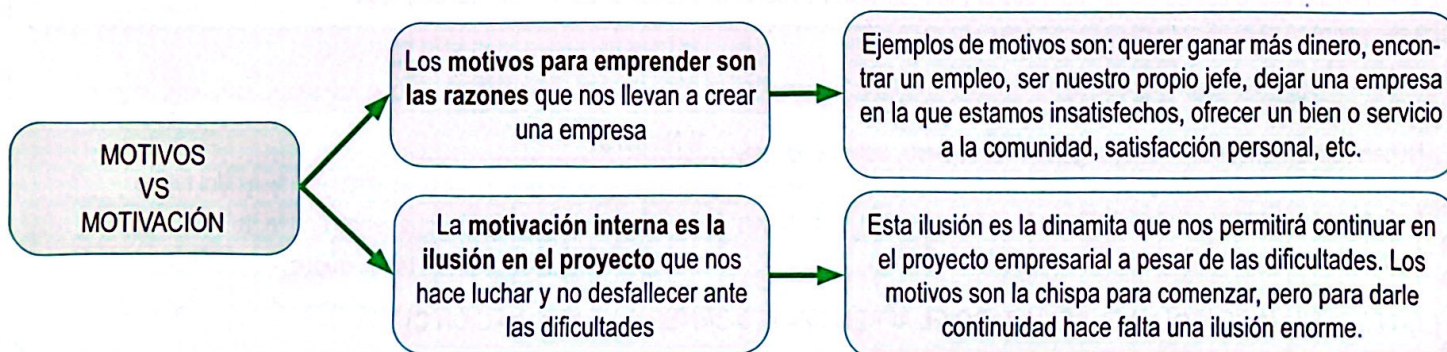 MOTIVOS
VS
MOTIVACIÓN
Los motivos para emprender son
las razones que nos llevan a crear
una empresa
Ejemplos de motivos son: querer ganar más dinero, encon-
trar un empleo, ser nuestro propio jefe, dejar una empresa
en la que estamos insatisfechos, ofrecer un bien o servicio
a la comunidad, satisfacción personal, etc.
La motivación interna es la
ilusión en el proyecto que nos
hace luchar y no desfallecer ante
las dificultades
Esta ilusión es la dinamita que nos permitirá continuar en
el proyecto empresarial a pesar de las dificultades. Los
motivos son la chispa para comenzar, pero para darle
continuidad hace falta una ilusión enorme.